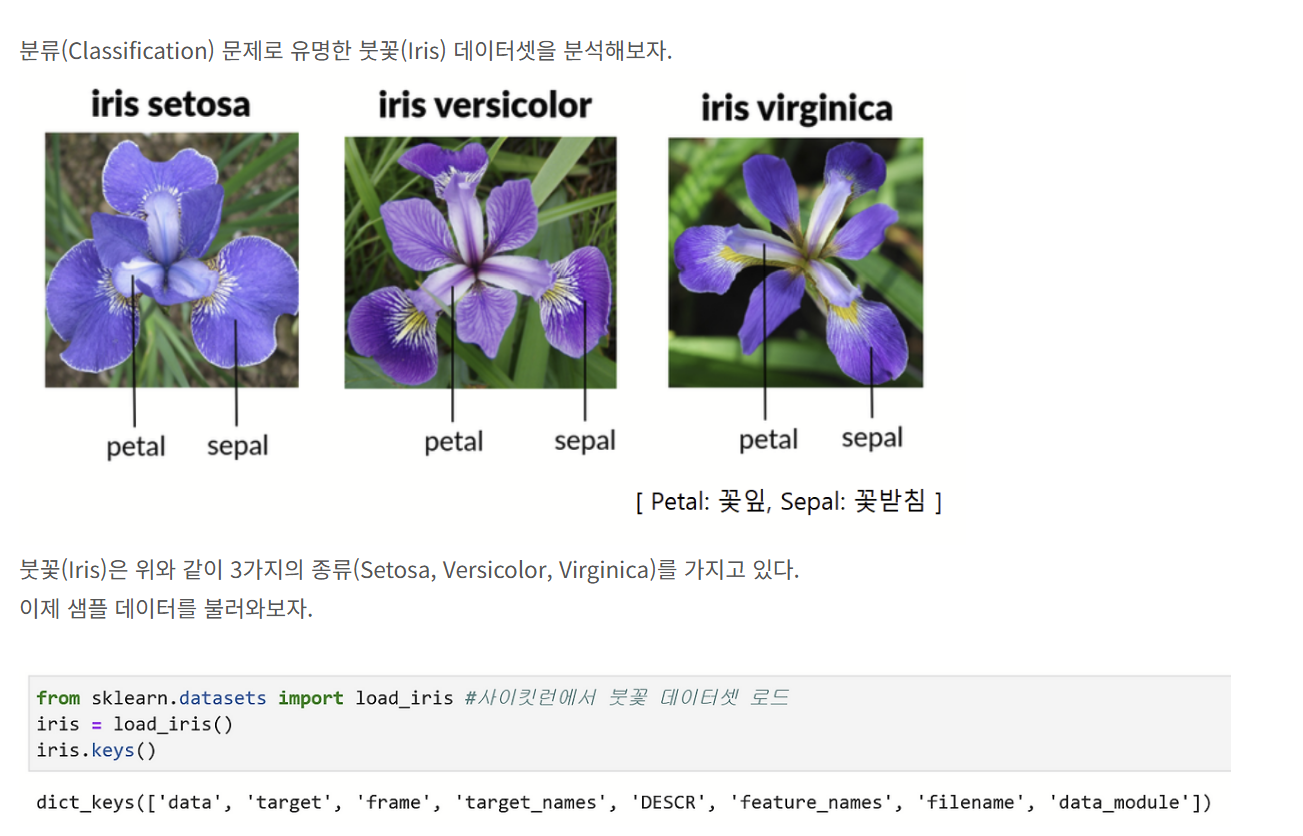 분류(Classification) 문제로 유명한 붓꽃(Iris) 데이터셋을 분석해보자.
iris setosa
iris versicolor
iris virginica
petal
sepal
petal
sepal
petal
sepal
[ Petal: 꽃잎, Sepal: 꽃받침 ]
붓꽃(Iris)은 위와 같이 3가지의 종류(Setosa, Versicolor, Virginica)를 가지고 있다.
이제 샘플 데이터를 불러와보자.
from sklearn.datasets import load_iris #사이킷런에서 붓꽃 데이터셋 로드
iris = load_iris()
iris.keys()
dict_keys(['data', 'target', 'frame', 'target_names', 'DESCR', 'feature_names', 'filename', 'data_module'])